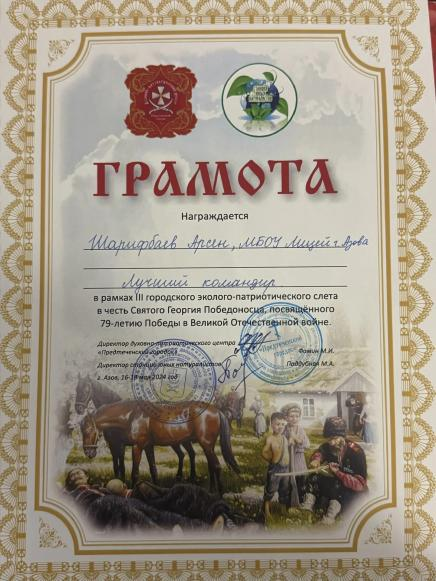 ГРАМОТА
Награждается
Шарифбаев Арсен, МБОУ Лицей г. Азова
Лучший командир
в рамках III городского эколого-патриотического слета
в честь Святого Георгия Победоносца, посвящённого
79-летию Победы в Великой Отечественной войне.
Директор духовно-патриотического центра
«Предтеченский городок» Фомин М.И.
Директор станции юных натуралистов Поддубная М.А.
г. Азов, 16-18 мая 2024 год